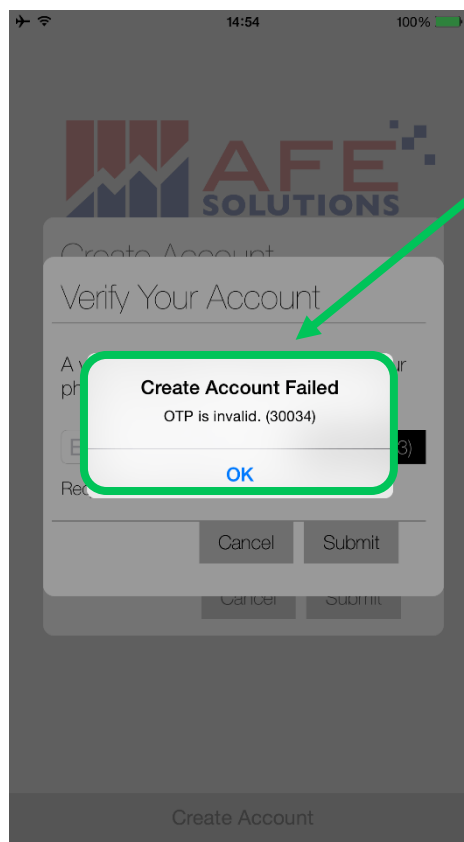 14:54
100%
AFE
SOLUTIONS
Create Account
Verify Your Account
Create Account Failed
OTP is invalid. (30034)
3)
OK
Cancel Submit
Cancel Submit
Create Account